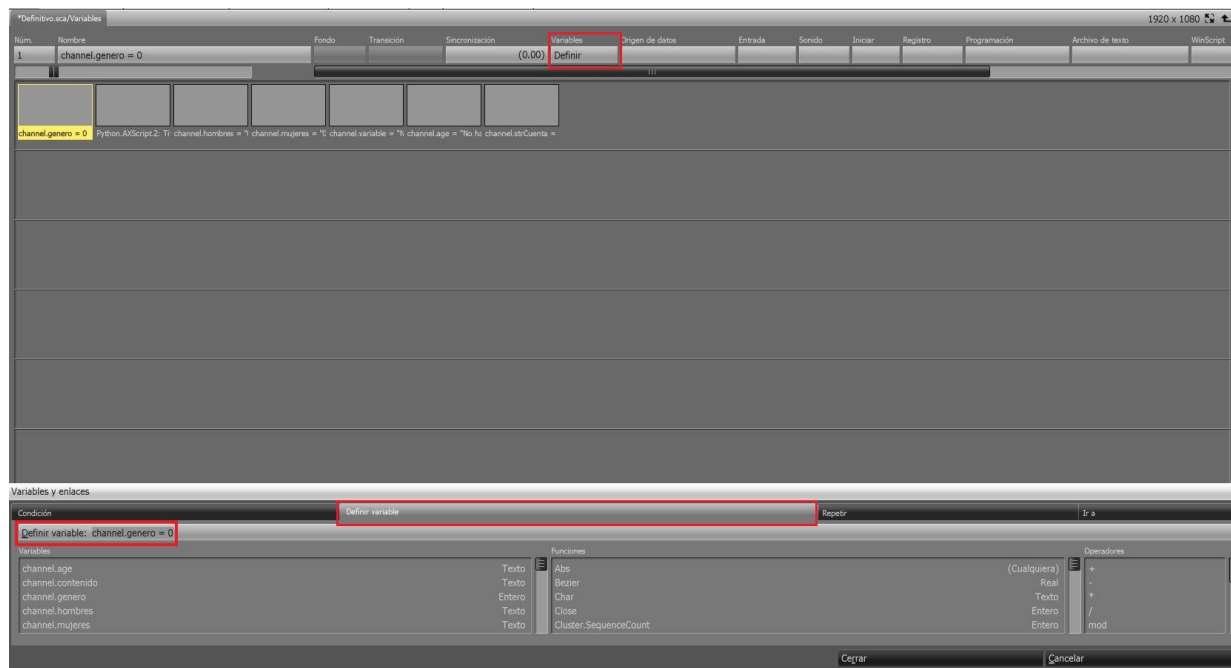 *Definitivo.sca/Variables
1920 x 1080
Núm. Nombre Fondo Transición Sincronización Variables Origen de datos Entrada Sonido Iniciar Registro Programación Archivo de texto WinScript
1 channel.genero = 0 (0.00) Definir
channel.genero = 0 Python.AXScript.2: Ti channel.hombres = "I channel.mujeres = "0 channel.variable = "N channel.age = "No hu channel.strCuenta =
Variables y enlaces
Condición Definir variable Repetir Ir a
Definir variable: channel.genero = 0
Variables Funciones Operadores
channel.age Texto Abs (Cualquiera) +
channel.contenido Texto Bezier Real -
channel.genero Entero Char Texto *
channel.hombres Texto Close Entero /
channel.mujeres Texto Cluster.SequenceCount Entero mod
Cerrar Cancelar